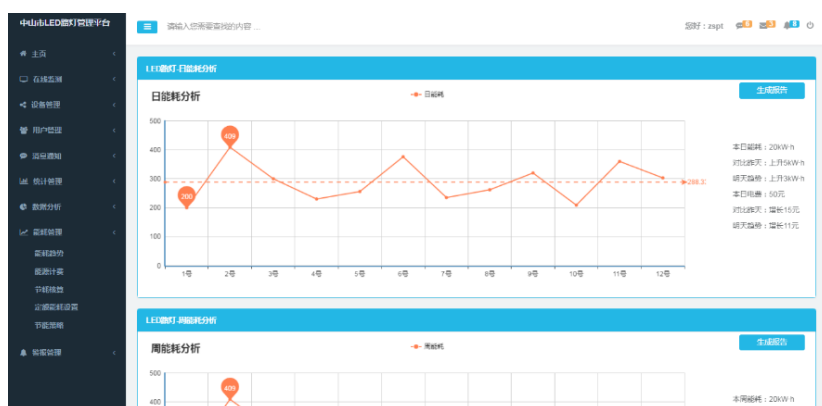 中山市LED路灯管理平台
请输入您需要查找的内容 ...
您好：zspt
6
3
8
主页
在线监测
设备管理
用户管理
消息通知
统计管理
数据分析
能耗管理
能耗趋势
能源计量
节能核算
定额能耗设置
节能策略
警报管理
LED路灯-日能耗分析
日能耗分析
日能耗
生成报告
500
400
300
200
100
0
409
200
288.3
1号
2号
3号
4号
5号
6号
7号
8号
9号
10号
11号
12号
本日能耗：20kW·h
对比昨天：上升5kW·h
明天趋势：上升3kW·h
本日电费：50元
对比昨天：增长15元
明天趋势：增长11元
LED路灯-周能耗分析
周能耗分析
周能耗
生成报告
500
400
409
本周能耗：20kW·h